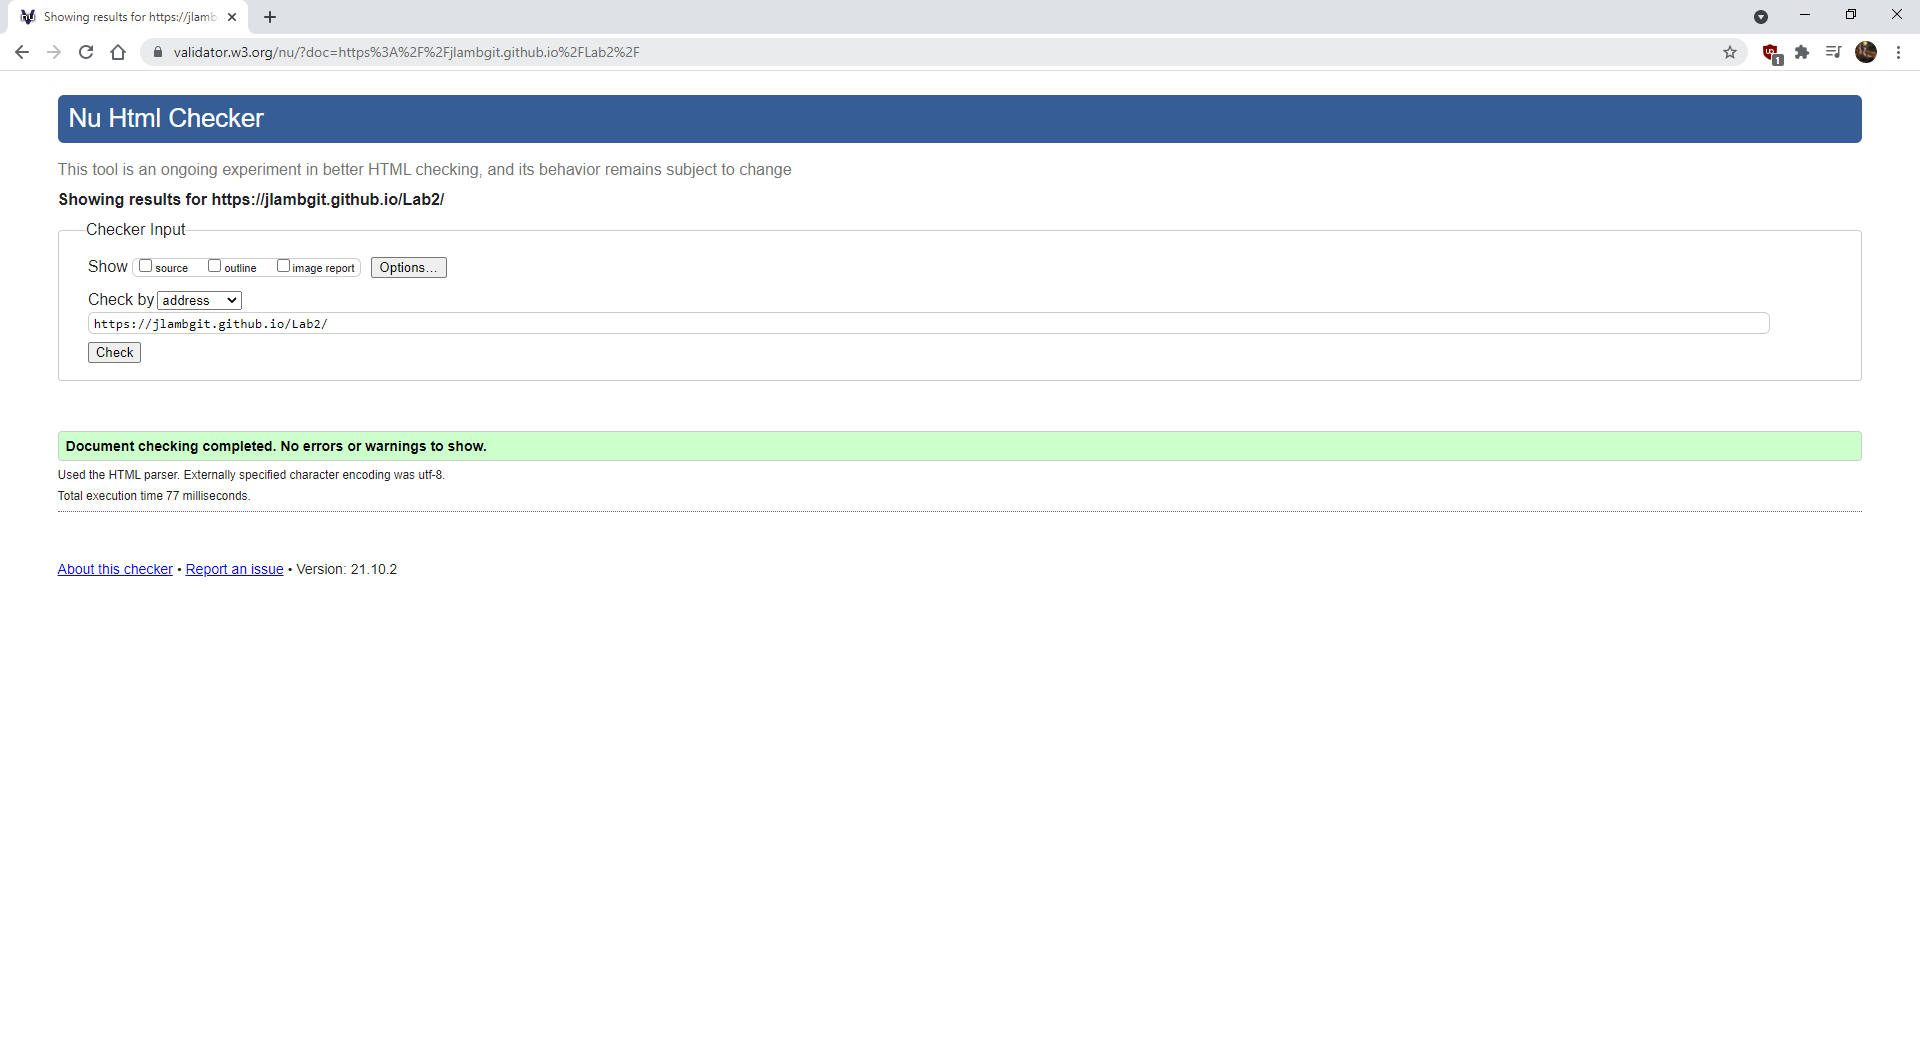 Showing results for https://jlamb
validator.w3.org/nu/?doc=https%3A%2F%2Fjlambgit.github.io%2FLab2%2F
1
Nu Html Checker
This tool is an ongoing experiment in better HTML checking, and its behavior remains subject to change
Showing results for https://jlambgit.github.io/Lab2/
Checker Input
Show source outline image report Options...
Check by address
https://jlambgit.github.io/Lab2/
Check
Document checking completed. No errors or warnings to show.
Used the HTML parser. Externally specified character encoding was utf-8.
Total execution time 77 milliseconds.
About this checker • Report an issue • Version: 21.10.2